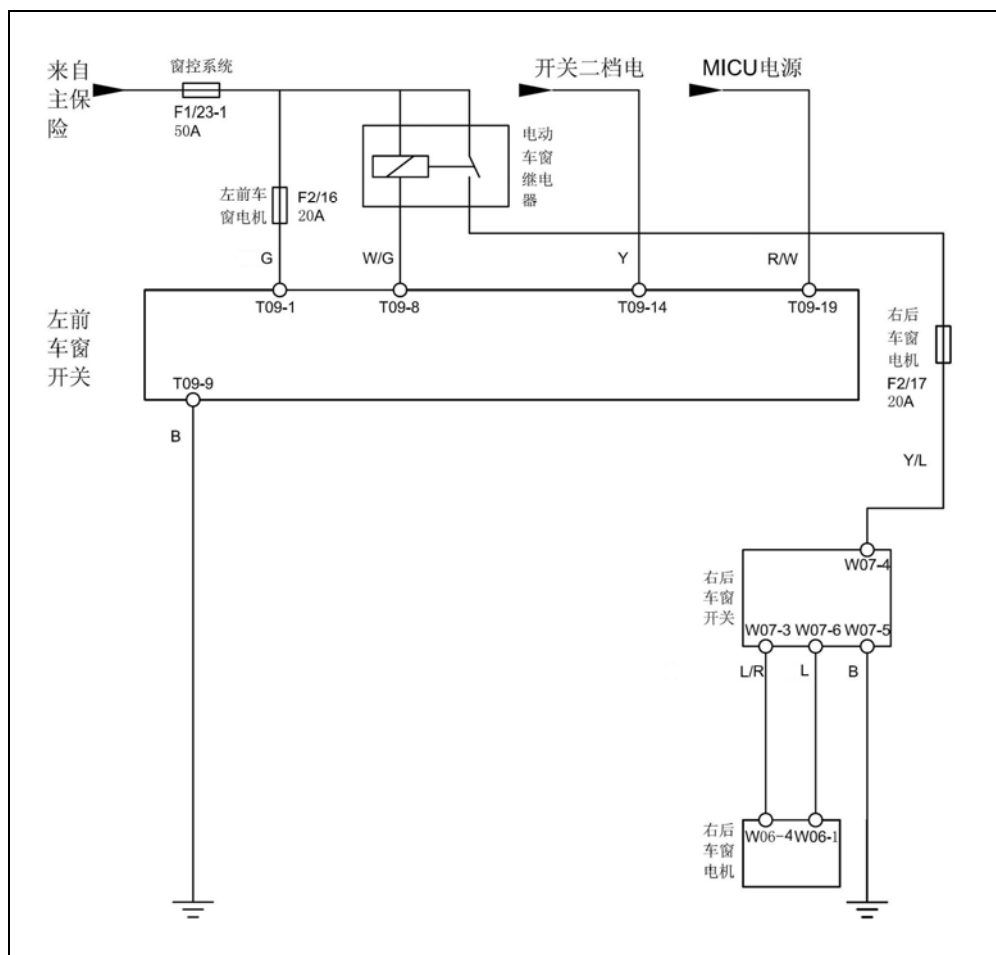 来自
主保
险
窗控系统
F1/23-1
50A
开关二档电
MICU电源
电动
车窗
继电
器
左前车
窗电机
F2/16
20A
G
W/G
Y
R/W
T09-1
T09-8
T09-14
T09-19
左前
车窗
开关
T09-9
B
右后
车窗
电机
F2/17
20A
Y/L
W07-4
右后
车窗
开关
W07-3
W07-6
W07-5
L/R
L
B
W06-4
W06-1
右后
车窗
电机